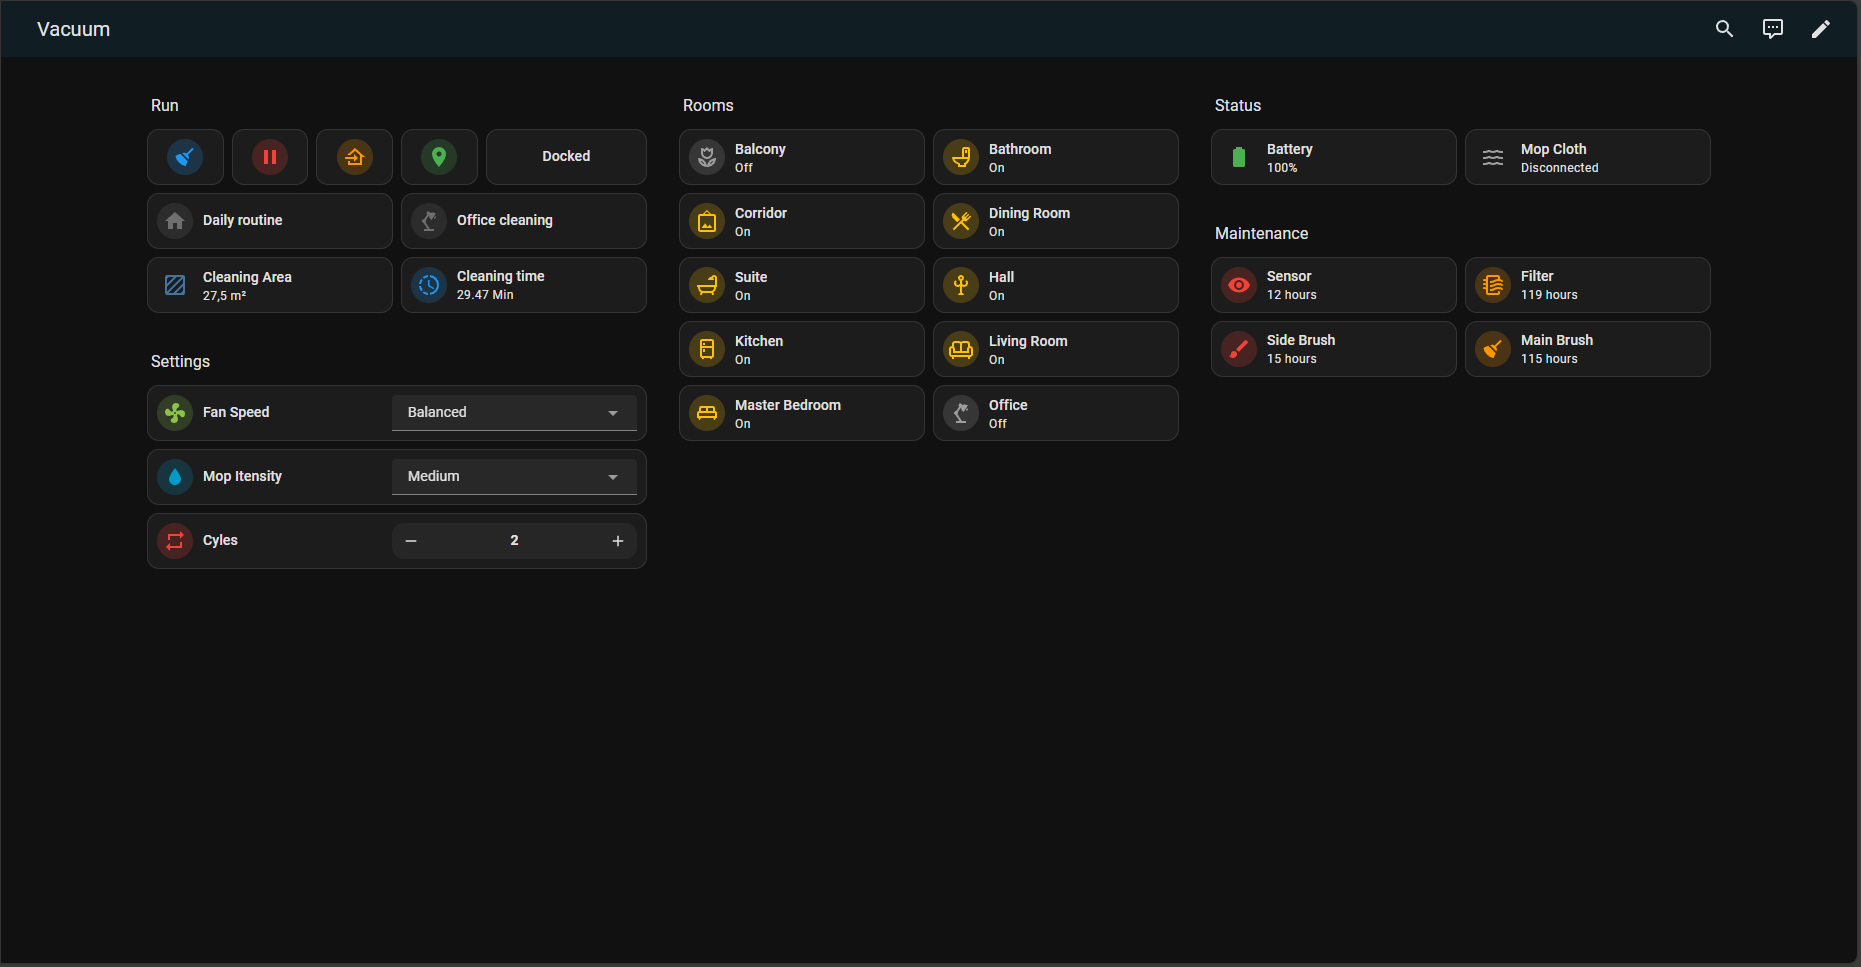 Vacuum
Run
Docked
Daily routine
Office cleaning
Cleaning Area
27,5 m²
Cleaning time
29.47 Min
Settings
Fan Speed
Balanced
Mop Itensity
Medium
Cyles
2
Rooms
Balcony
Off
Bathroom
On
Corridor
On
Dining Room
On
Suite
On
Hall
On
Kitchen
On
Living Room
On
Master Bedroom
On
Office
Off
Status
Battery
100%
Mop Cloth
Disconnected
Maintenance
Sensor
12 hours
Filter
119 hours
Side Brush
15 hours
Main Brush
115 hours